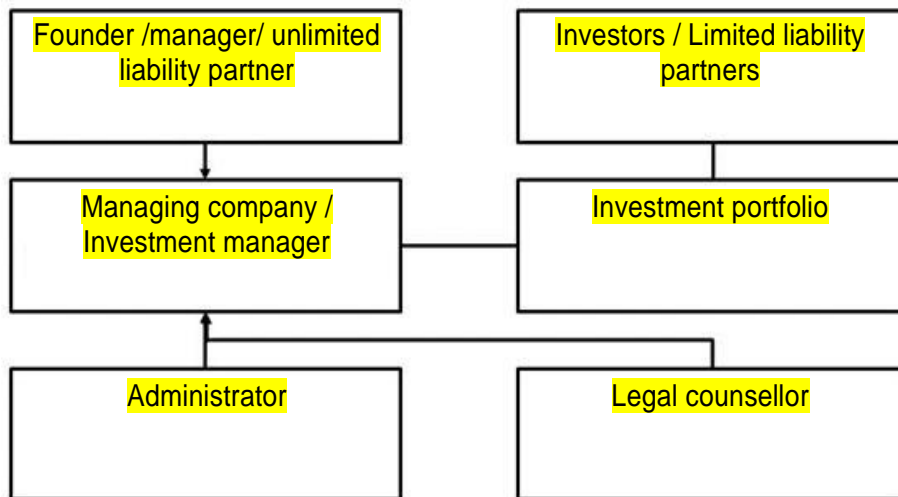 Founder /manager/ unlimited
liability partner
Investors / Limited liability
partners
Managing company /
Investment manager
Investment portfolio
Administrator
Legal counsellor